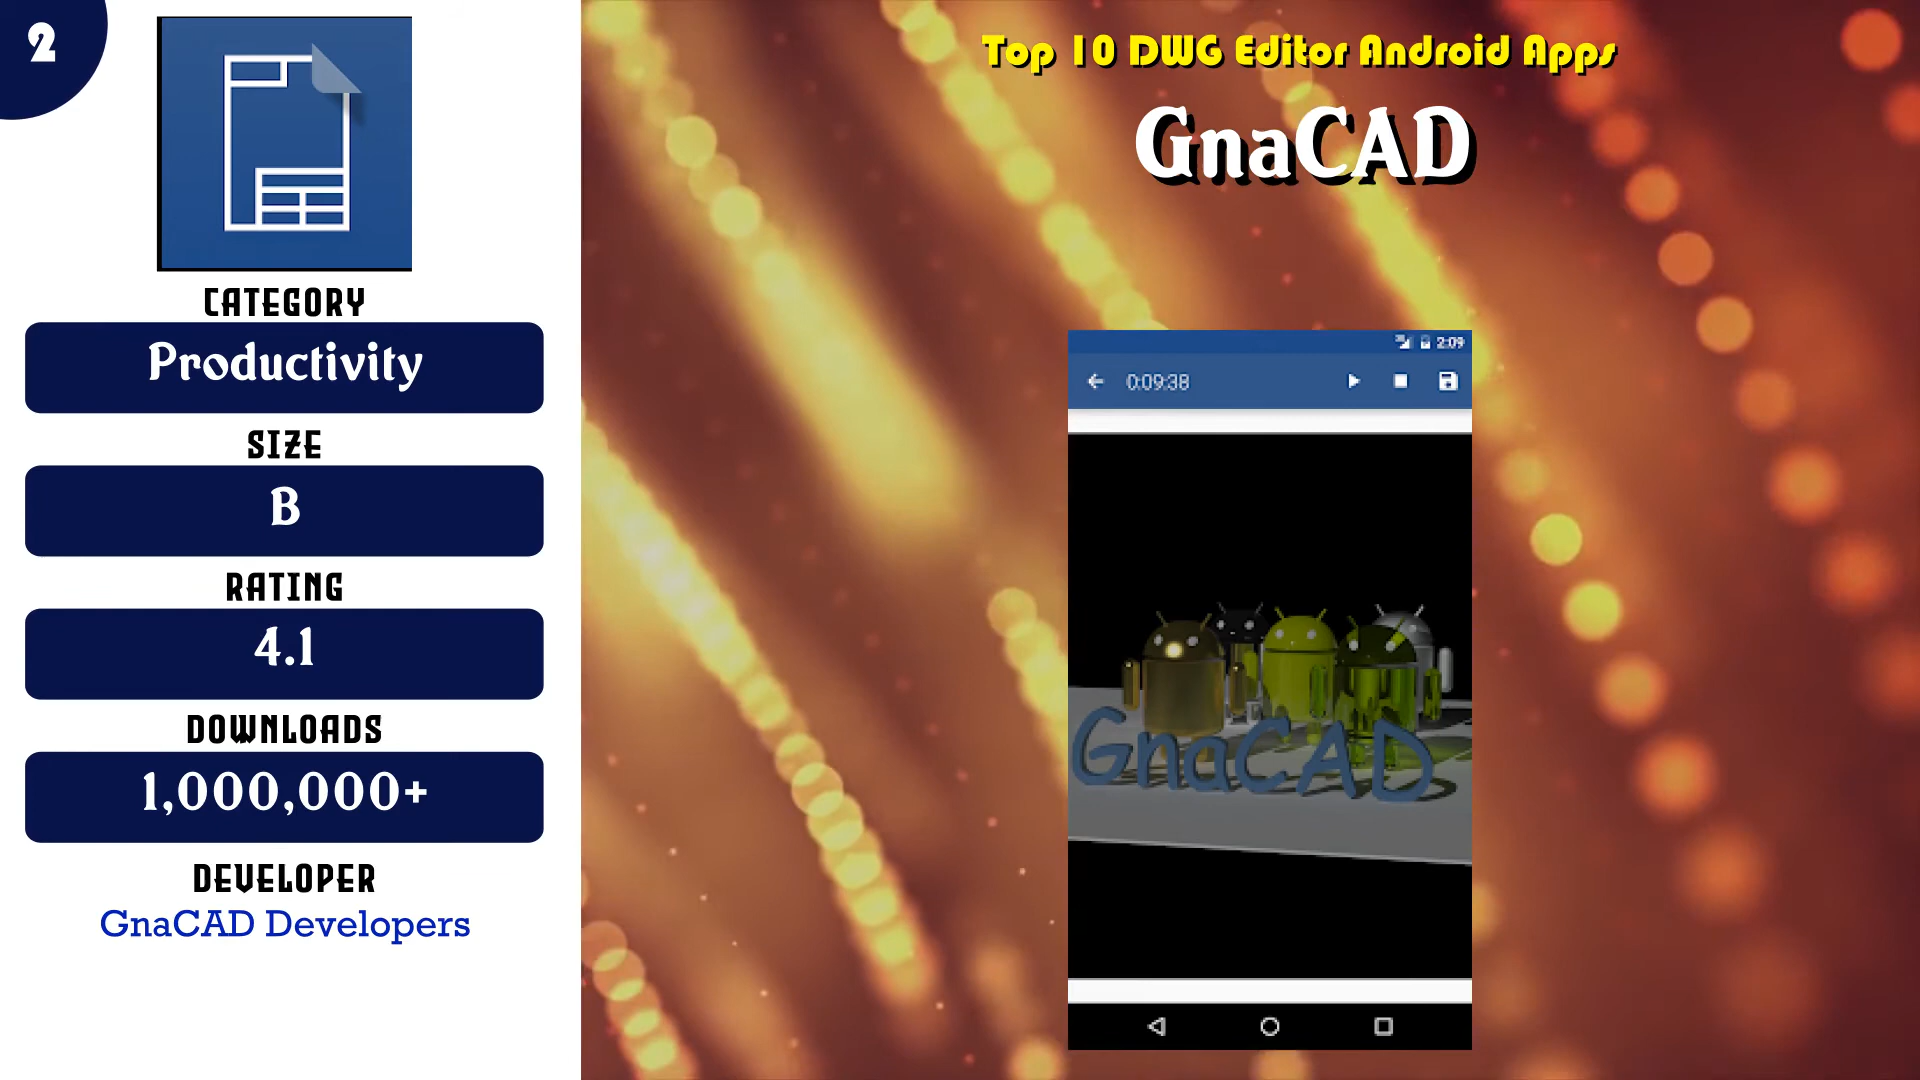 2
CATEGORY
Productivity
SIZE
B
RATING
4.1
DOWNLOADS
1,000,000+
DEVELOPER
GnaCAD Developers
Top 10 DWG Editor Android Apps
GnaCAD
2:09
0:09:38
GnaCAD